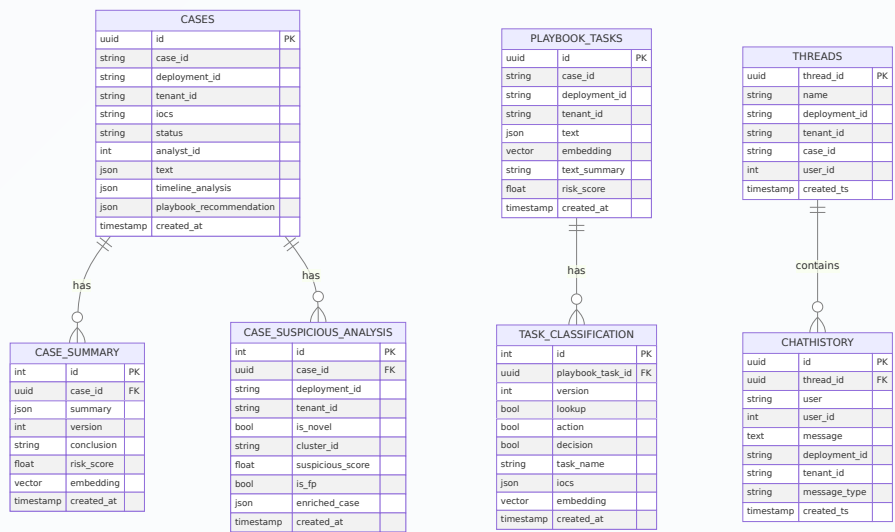 CASES
uuid id PK
string case_id
string deployment_id
string tenant_id
string iocs
string status
int analyst_id
json text
json timeline_analysis
json playbook_recommendation
timestamp created_at
PLAYBOOK_TASKS
uuid id PK
string case_id
string deployment_id
string tenant_id
json text
vector embedding
string text_summary
float risk_score
timestamp created_at
THREADS
uuid thread_id PK
string name
string deployment_id
string tenant_id
string case_id
int user_id
timestamp created_ts
has
has
has
contains
CASE_SUMMARY
int id PK
uuid case_id FK
json summary
int version
string conclusion
float risk_score
vector embedding
timestamp created_at
CASE_SUSPICIOUS_ANALYSIS
int id PK
uuid case_id FK
string deployment_id
string tenant_id
bool is_novel
string cluster_id
float suspicious_score
bool is_fp
json enriched_case
timestamp created_at
TASK_CLASSIFICATION
int id PK
uuid playbook_task_id FK
int version
bool lookup
bool action
bool decision
string task_name
json iocs
vector embedding
timestamp created_at
CHATHISTORY
uuid id PK
uuid thread_id FK
string user
int user_id
text message
string deployment_id
string tenant_id
string message_type
timestamp created_ts